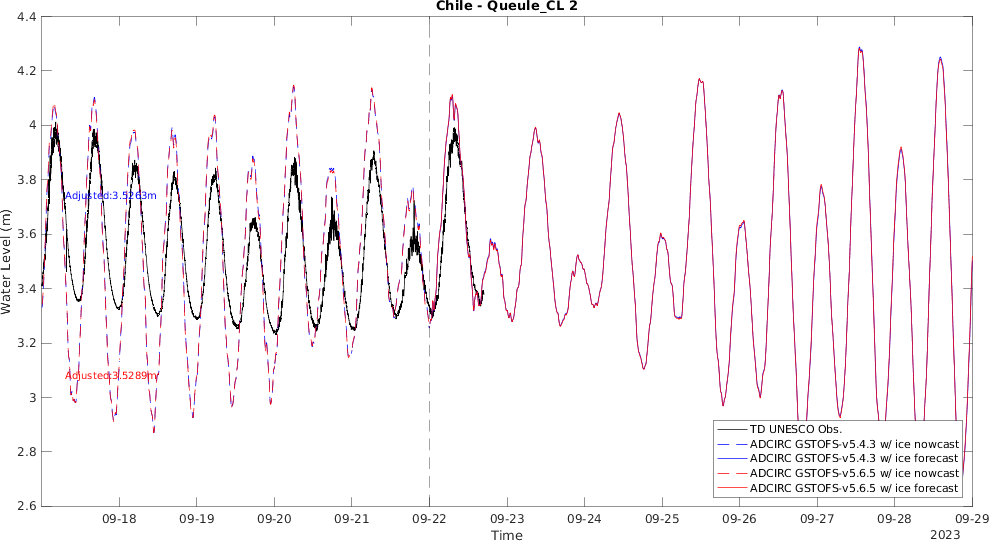 Chile - Queule_CL 2
4.4
4.2
4
3.8
3.6
3.4
3.2
3
2.8
2.6
Water Level (m)
Adjusted:3.5263m
Adjusted:3.5289m
TD UNESCO Obs.
ADCIRC GSTOFS-v5.4.3 w/ ice nowcast
ADCIRC GSTOFS-v5.4.3 w/ ice forecast
ADCIRC GSTOFS-v5.6.5 w/ ice nowcast
ADCIRC GSTOFS-v5.6.5 w/ ice forecast
09-18 09-19 09-20 09-21 09-22 09-23 09-24 09-25 09-26 09-27 09-28 09-29
Time
2023